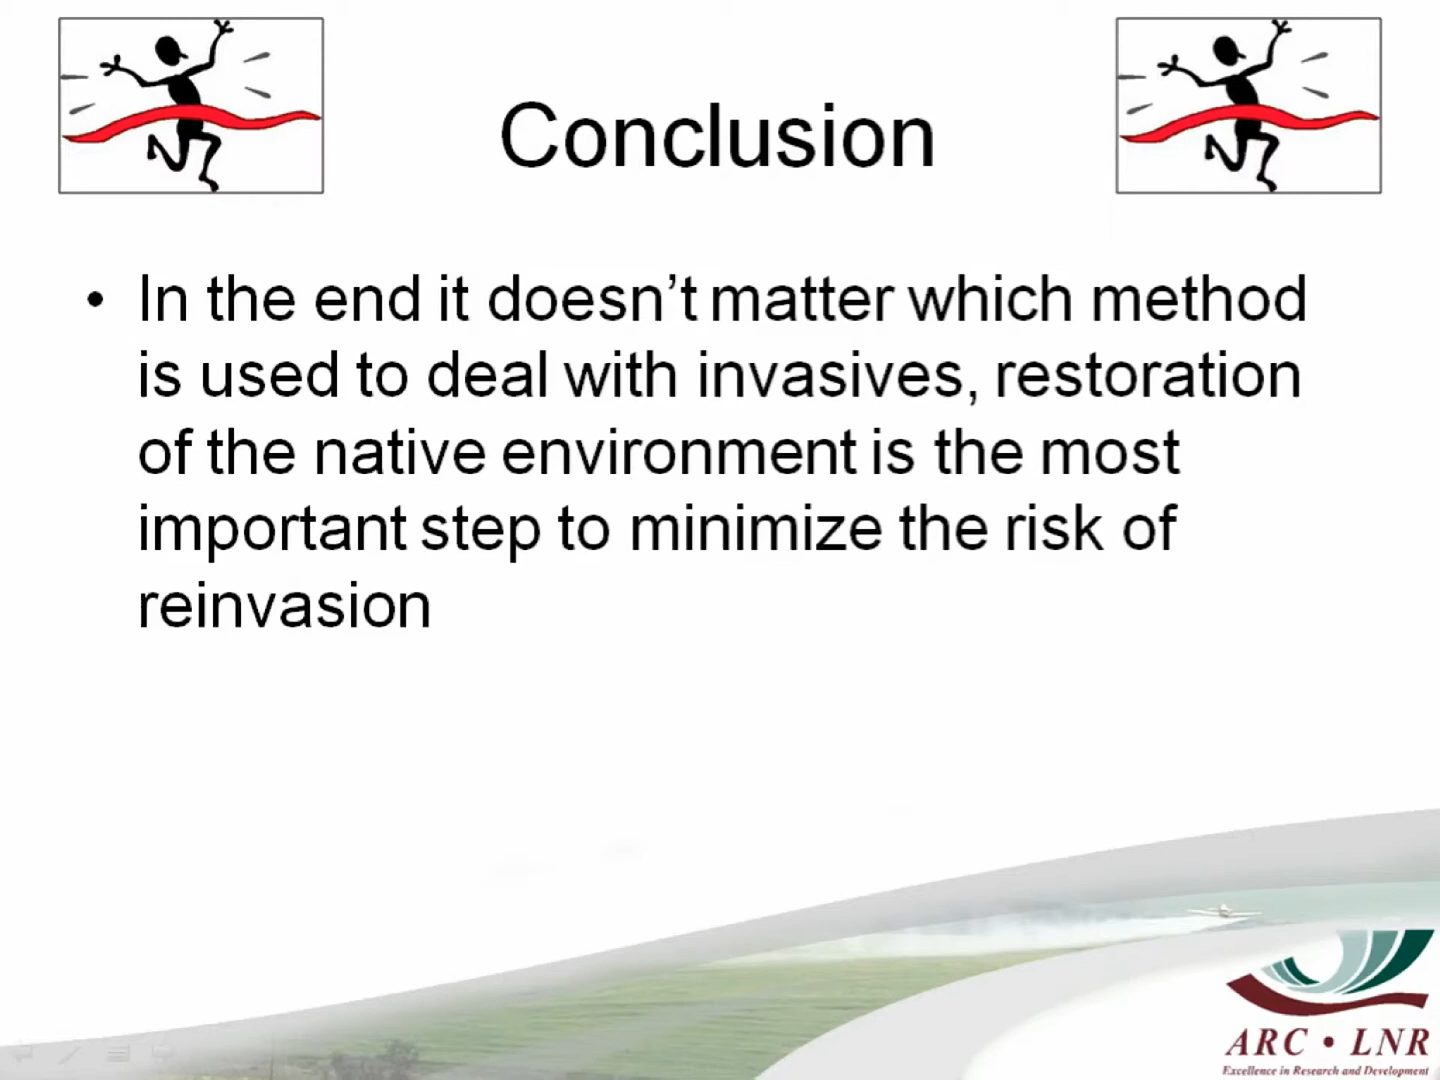 Conclusion
• In the end it doesn’t matter which method
is used to deal with invasives, restoration
of the native environment is the most
important step to minimize the risk of
reinvasion
ARC • LNR
Excellence in Research and Development